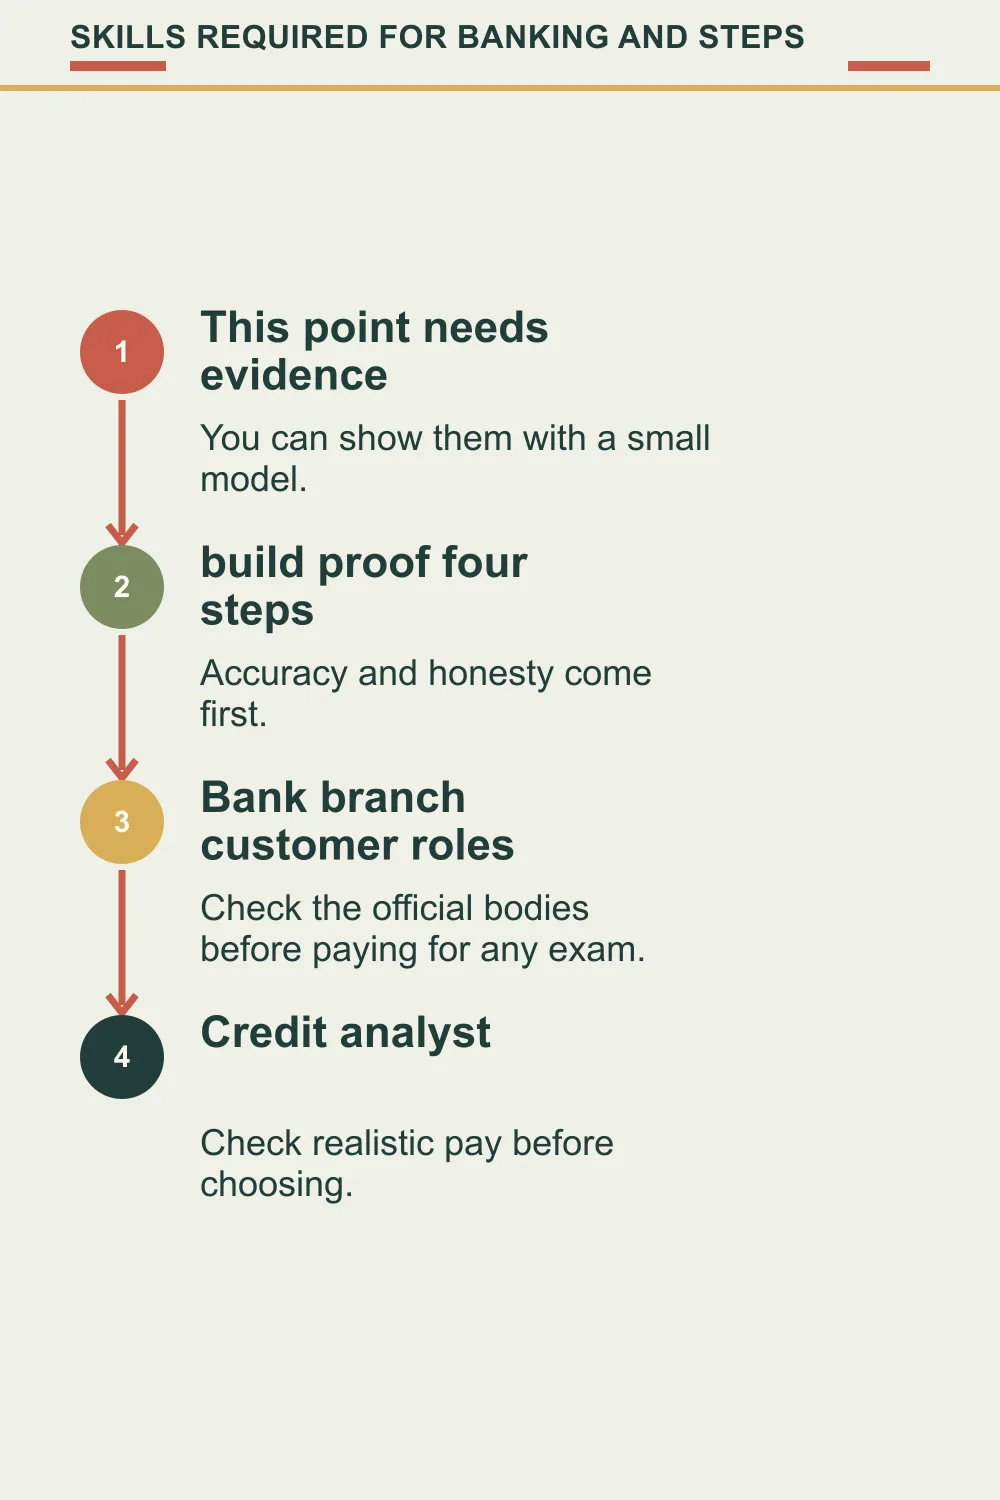 SKILLS REQUIRED FOR BANKING AND STEPS
1
This point needs
evidence
You can show them with a small
model.
2
build proof four
steps
Accuracy and honesty come
first.
3
Bank branch
customer roles
Check the official bodies
before paying for any exam.
4
Credit analyst
Check realistic pay before
choosing.